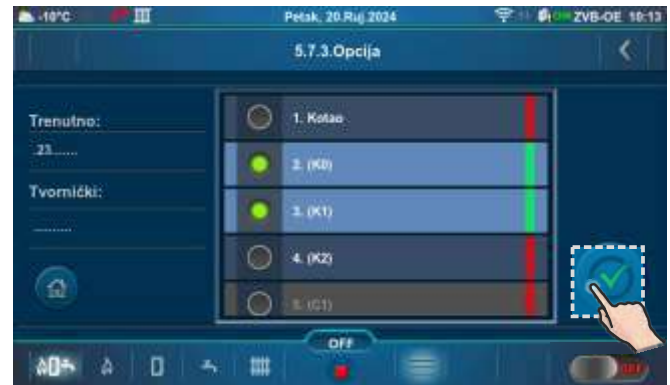 -10°C Petak, 20.Ruj.2024 ZVB-OE 10:13
5.7.3.Opcija
Trenutno:
23......
Tvornički:
.........
1. Kotao
2. (K0)
3. (K1)
4. (K2)
5. (C1)
OFF
OFF